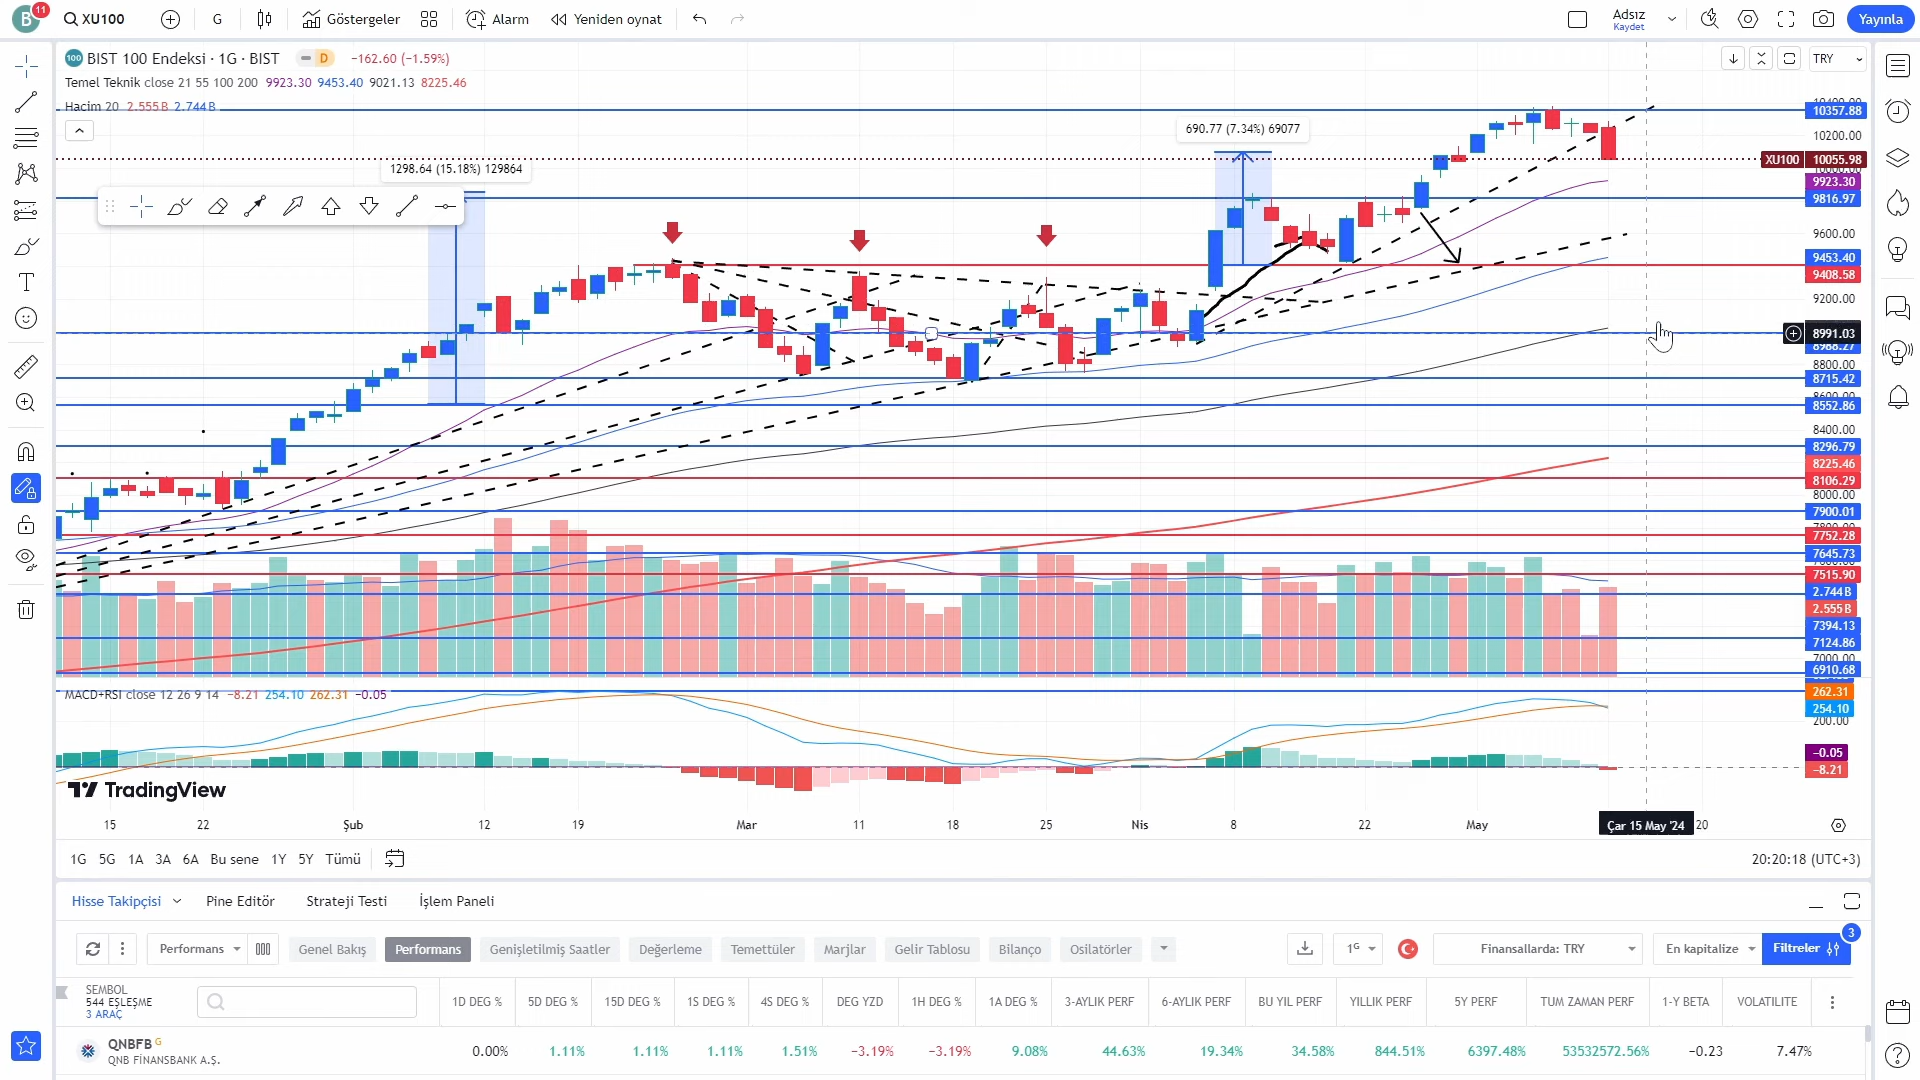 B 11 XU100 G Göstergeler Alarm Yeniden oynat Adsız Kaydet Yayınla
100 BIST 100 Endeksi · 1G · BIST D −162.60 (−1.59%) TRY
Temel Teknik close 21 55 100 200 9923.30 9453.40 9021.13 8225.46
Hacim 20 2.555B 2.744B
10357.88
690.77 (7.34%) 69077
10200.00
XU100 10055.98
1298.64 (15.18%) 129864
9923.30
9816.97
9600.00
9453.40
9408.58
9200.00
8991.03
8800.00
8715.42
8552.86
8400.00
8296.79
8225.46
8106.29
8000.00
7900.01
7752.28
7645.73
7515.90
2.744B
2.555B
7394.13
7124.86
7000.00
6910.68
MACD+RSI close 12 26 9 14 −8.21 254.10 262.31 −0.05
262.31
254.10
200.00
−0.05
−8.21
TradingView
15 22 Şub 12 19 Mar 11 18 25 Nis 8 22 May Çar 15 May '24 20
1G 5G 1A 3A 6A Bu sene 1Y 5Y Tümü 20:20:18 (UTC+3)
Hisse Takipçisi Pine Editör Strateji Testi İşlem Paneli
Performans Genel Bakış Performans Genişletilmiş Saatler Değerleme Temettüler Marjlar Gelir Tablosu Bilanço Osilatörler 1G Finansallarda: TRY En kapitalize Filtreler 3
SEMBOL
544 EŞLEŞME
3 ARAÇ
1D DEG % 5D DEG % 15D DEG % 1S DEG % 4S DEG % DEG YZD 1H DEG % 1A DEG % 3-AYLIK PERF 6-AYLIK PERF BU YIL PERF YILLIK PERF 5Y PERF TUM ZAMAN PERF 1-Y BETA VOLATILITE
QNBFB G
QNB FİNANSBANK A.Ş.
0.00% 1.11% 1.11% 1.11% 1.51% −3.19% −3.19% 9.08% 44.63% 19.34% 34.58% 844.51% 6397.48% 53532572.56% −0.23 7.47%